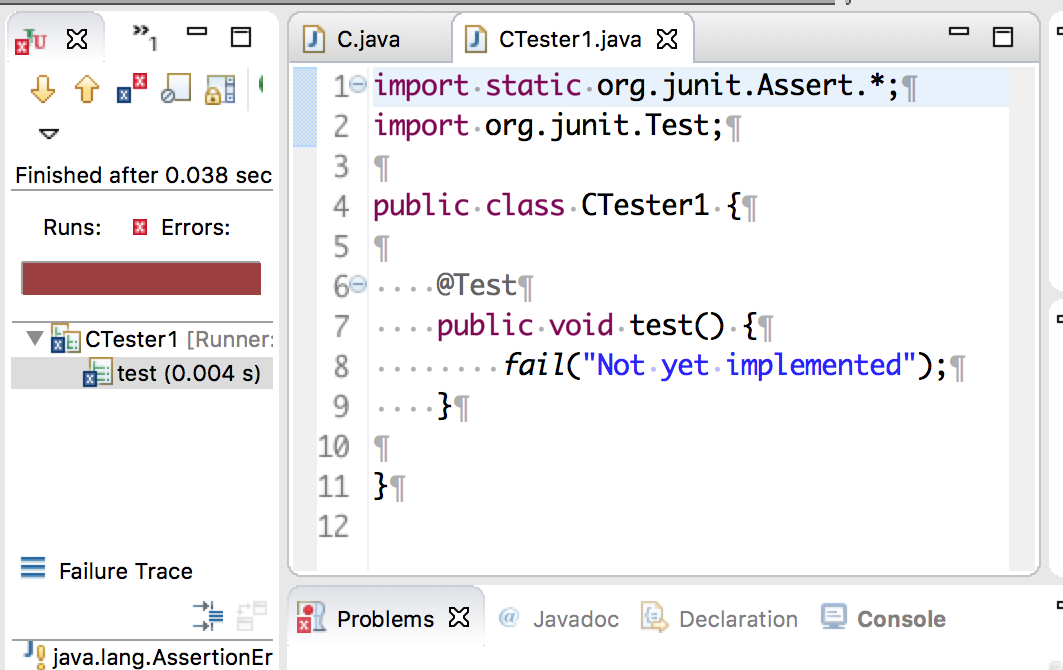 C.java
CTester1.java
1 import static org.junit.Assert.*;¶
2 import org.junit.Test;¶
3 ¶
4 public class CTester1 {¶
5 ¶
6 ····@Test¶
7 ····public void test() {¶
8 ········fail("Not yet implemented");¶
9 ····}¶
10 ¶
11 }¶
12
Finished after 0.038 sec
Runs: Errors:
CTester1 [Runner:
test (0.004 s)
Failure Trace
java.lang.AssertionEr
Problems @ Javadoc Declaration Console